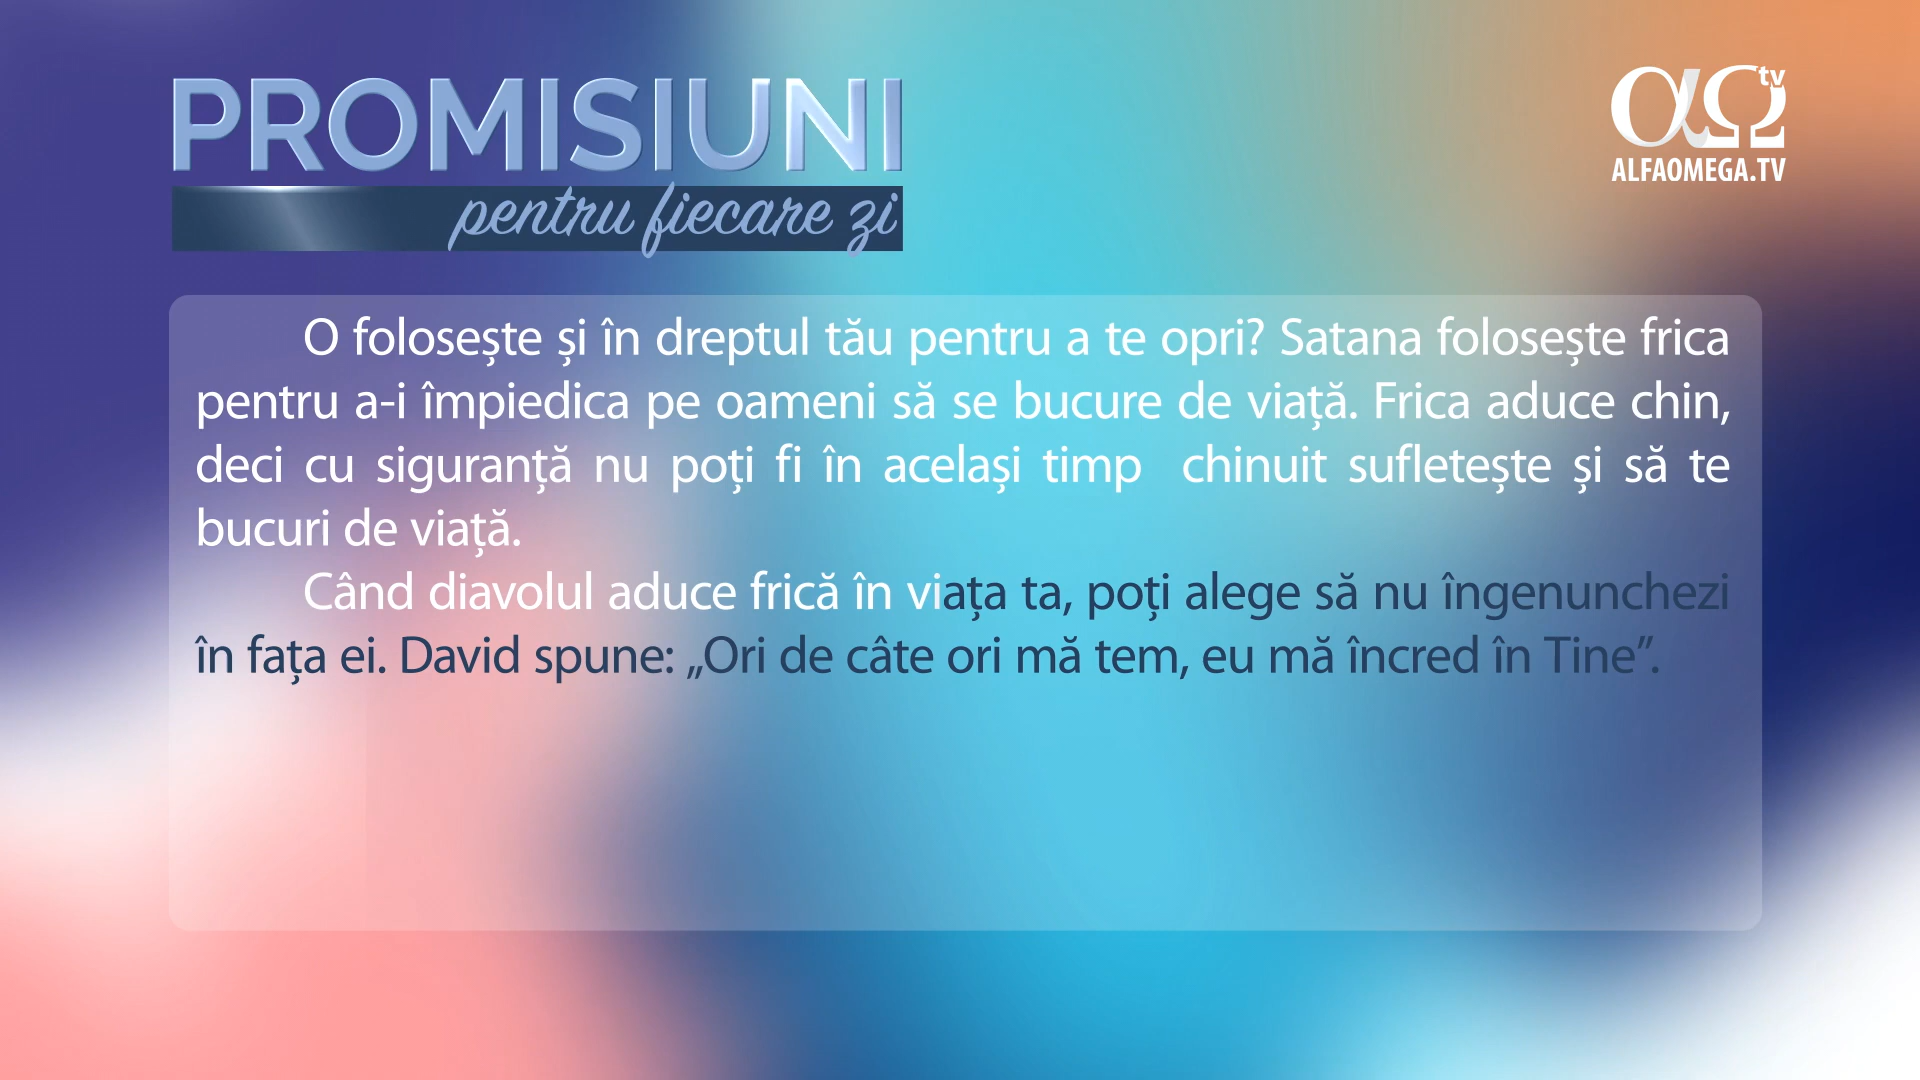 PROMISIUNI
pentru fiecare zi
αΩ tv
ALFAOMEGA.TV
O folosește și în dreptul tău pentru a te opri? Satana folosește frica
pentru a-i împiedica pe oameni să se bucure de viață. Frica aduce chin,
deci cu siguranță nu poți fi în același timp  chinuit sufletește și să te
bucuri de viață.
Când diavolul aduce frică în viața ta, poți alege să nu îngenunchezi
în fața ei. David spune: „Ori de câte ori mă tem, eu mă încred în Tine”.